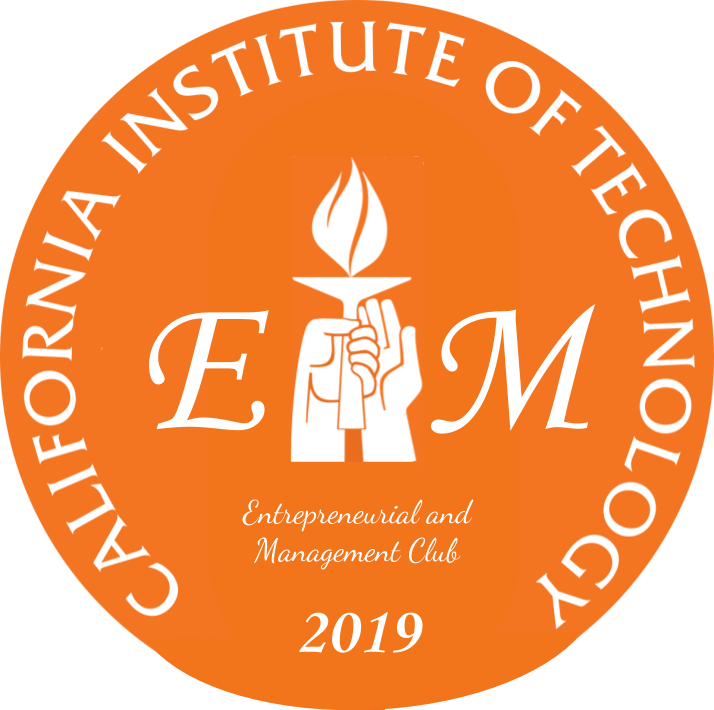 CALIFORNIA INSTITUTE OF TECHNOLOGY
E M
Entrepreneurial and
Management Club
2019